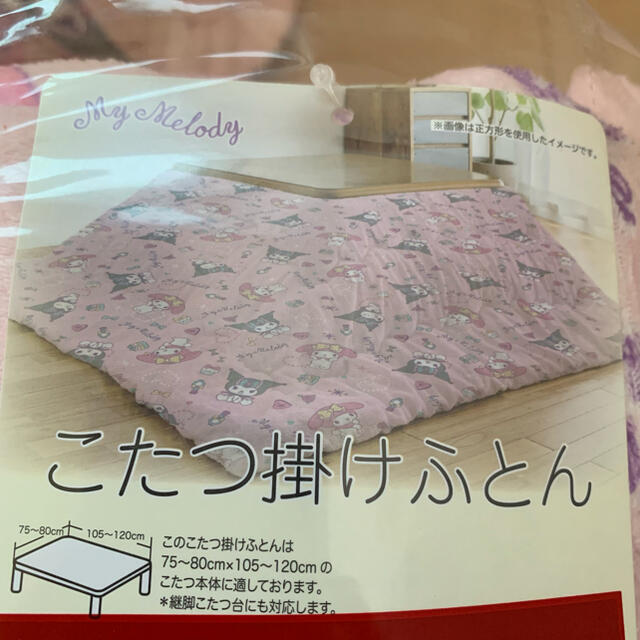 My Melody
※画像は正方形を使用したイメージです。
こたつ掛けふとん
75～80cm 105～120cm
このこたつ掛けふとんは
75～80cm×105～120cmの
こたつ本体に適しております。
*継脚こたつ台にも対応します。